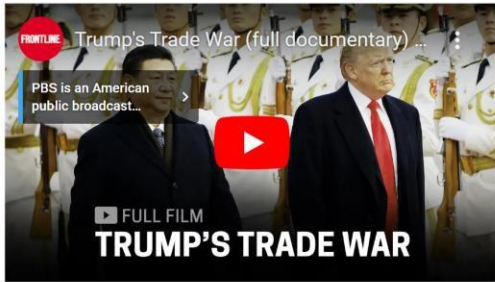 FRONTLINE
Trump's Trade War (full documentary) ...
PBS is an American
public broadcast...
FULL FILM
TRUMP'S TRADE WAR